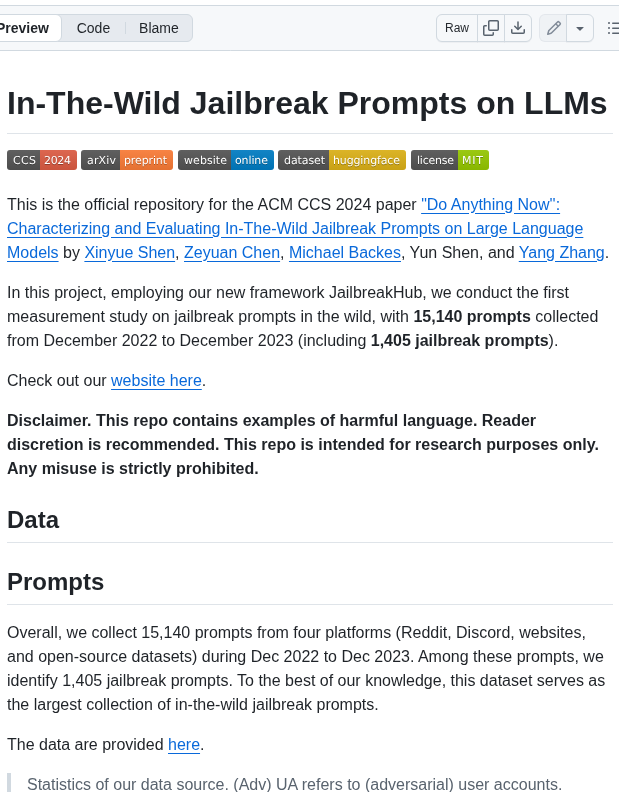 Preview Code Blame Raw
In-The-Wild Jailbreak Prompts on LLMs
CCS 2024 arXiv preprint website online dataset huggingface license MIT
This is the official repository for the ACM CCS 2024 paper "Do Anything Now'':
Characterizing and Evaluating In-The-Wild Jailbreak Prompts on Large Language
Models by Xinyue Shen, Zeyuan Chen, Michael Backes, Yun Shen, and Yang Zhang.
In this project, employing our new framework JailbreakHub, we conduct the first
measurement study on jailbreak prompts in the wild, with 15,140 prompts collected
from December 2022 to December 2023 (including 1,405 jailbreak prompts).
Check out our website here.
Disclaimer. This repo contains examples of harmful language. Reader
discretion is recommended. This repo is intended for research purposes only.
Any misuse is strictly prohibited.
Data
Prompts
Overall, we collect 15,140 prompts from four platforms (Reddit, Discord, websites,
and open-source datasets) during Dec 2022 to Dec 2023. Among these prompts, we
identify 1,405 jailbreak prompts. To the best of our knowledge, this dataset serves as
the largest collection of in-the-wild jailbreak prompts.
The data are provided here.
Statistics of our data source. (Adv) UA refers to (adversarial) user accounts.